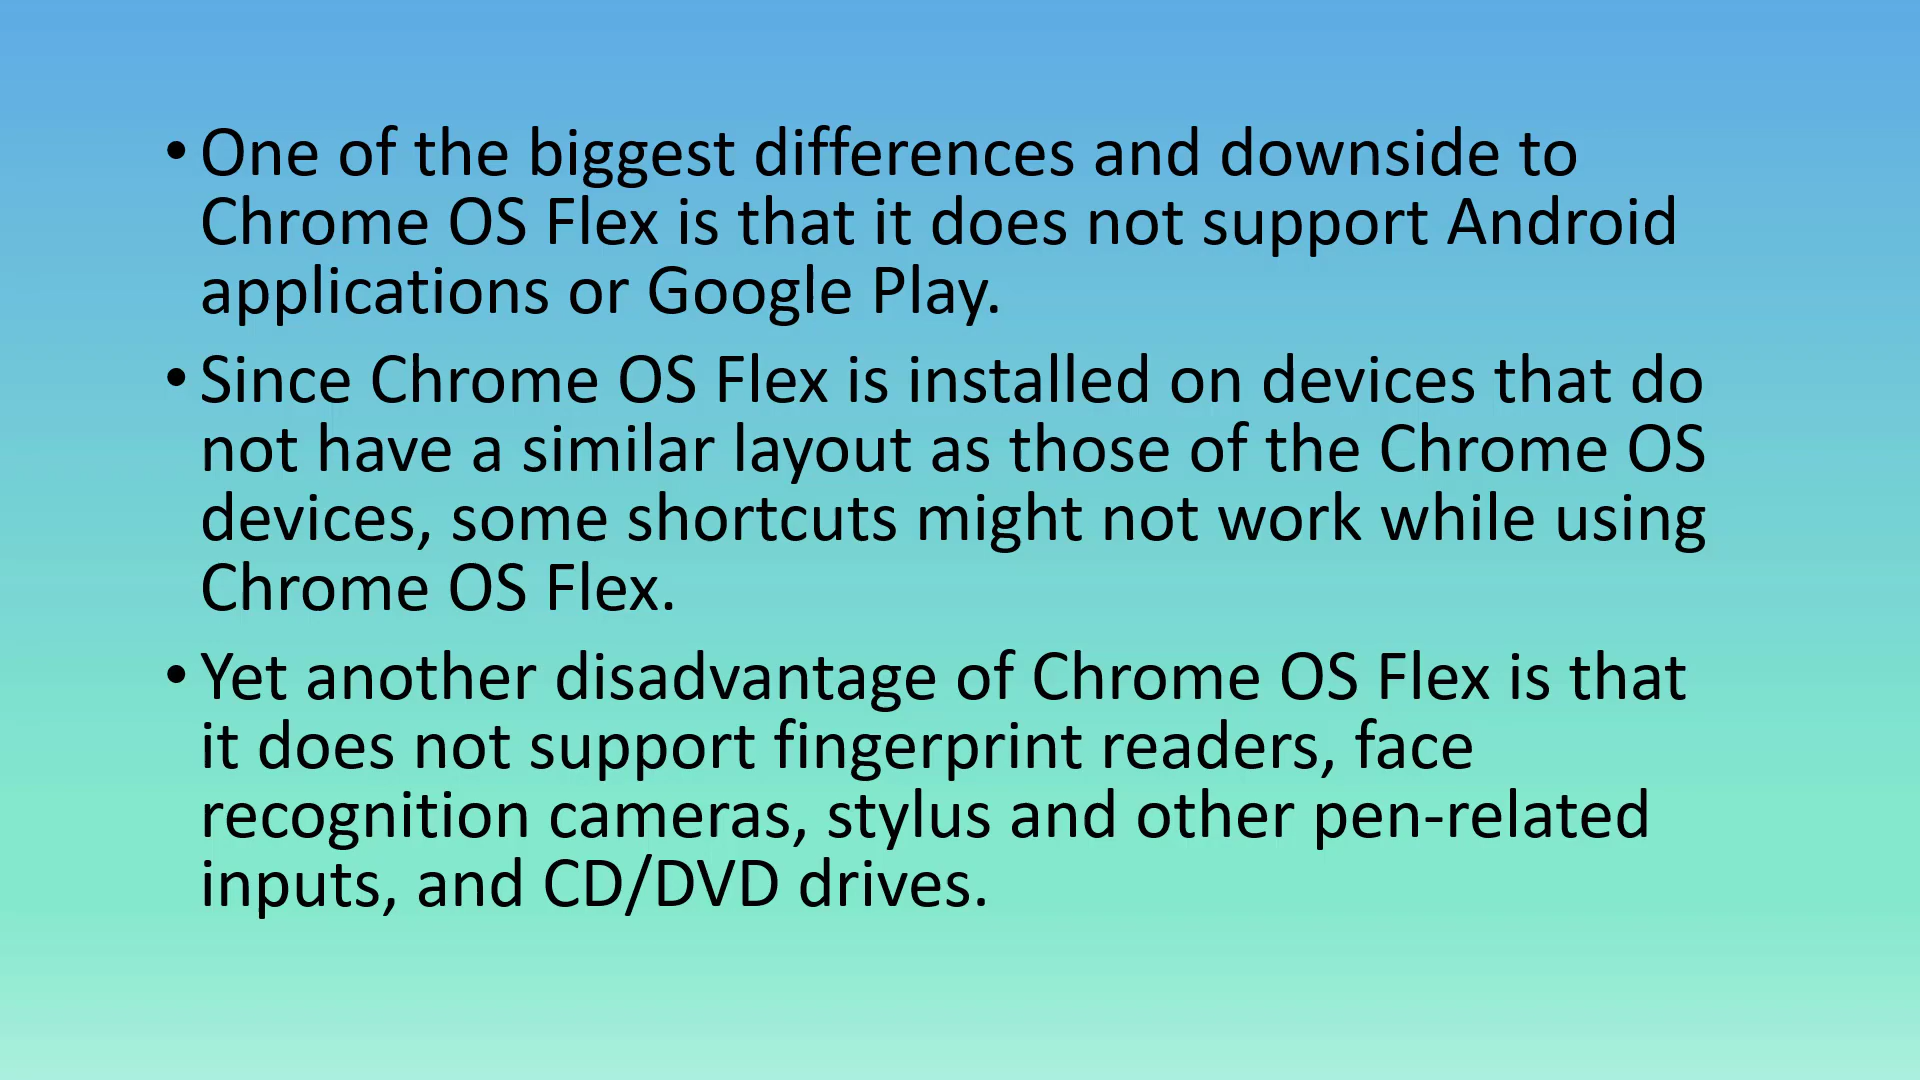 • One of the biggest differences and downside to
Chrome OS Flex is that it does not support Android
applications or Google Play.
• Since Chrome OS Flex is installed on devices that do
not have a similar layout as those of the Chrome OS
devices, some shortcuts might not work while using
Chrome OS Flex.
• Yet another disadvantage of Chrome OS Flex is that
it does not support fingerprint readers, face
recognition cameras, stylus and other pen-related
inputs, and CD/DVD drives.